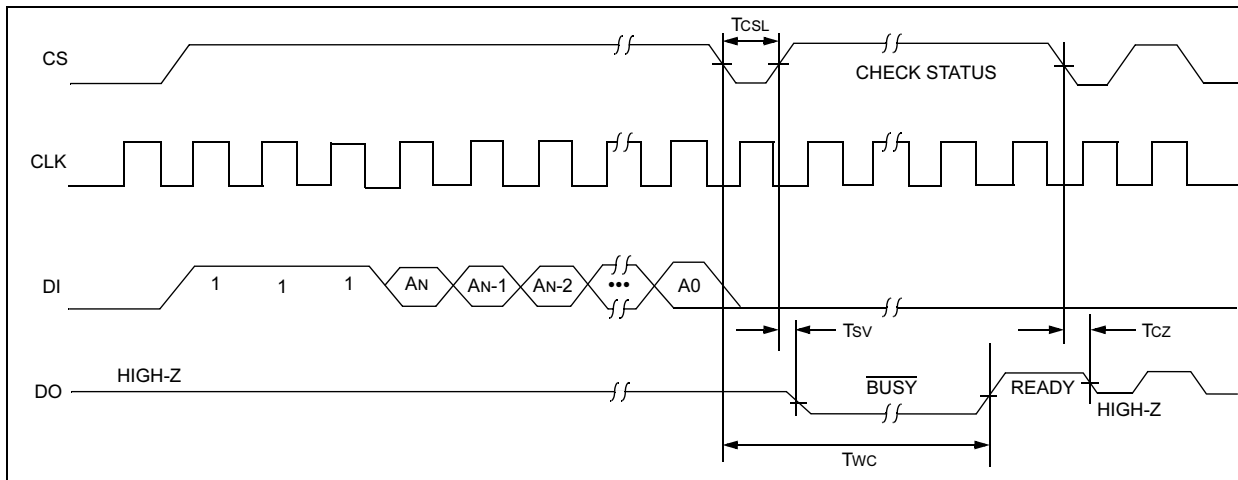 TCSL
CS
CHECK STATUS
CLK
DI
1 1 1 AN AN-1 AN-2 ••• A0
TSV
TCZ
HIGH-Z
DO
BUSY
READY
HIGH-Z
TWC